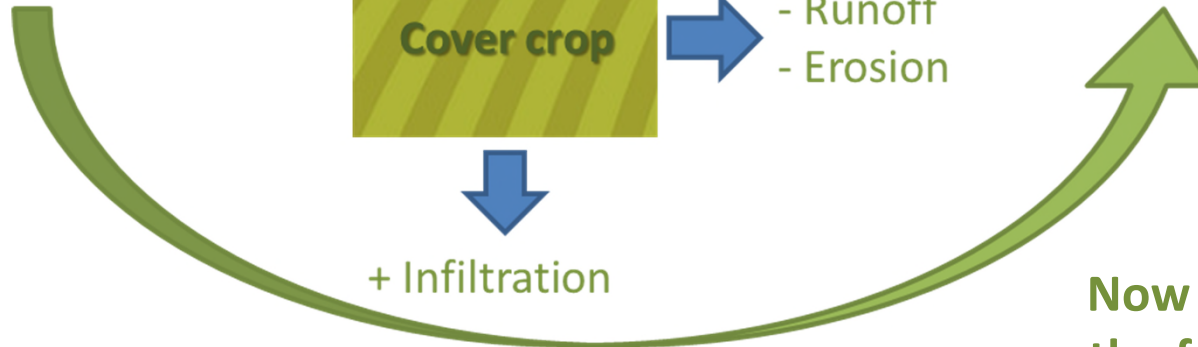 - Runoff
Cover crop
- Erosion
+ Infiltration
Now